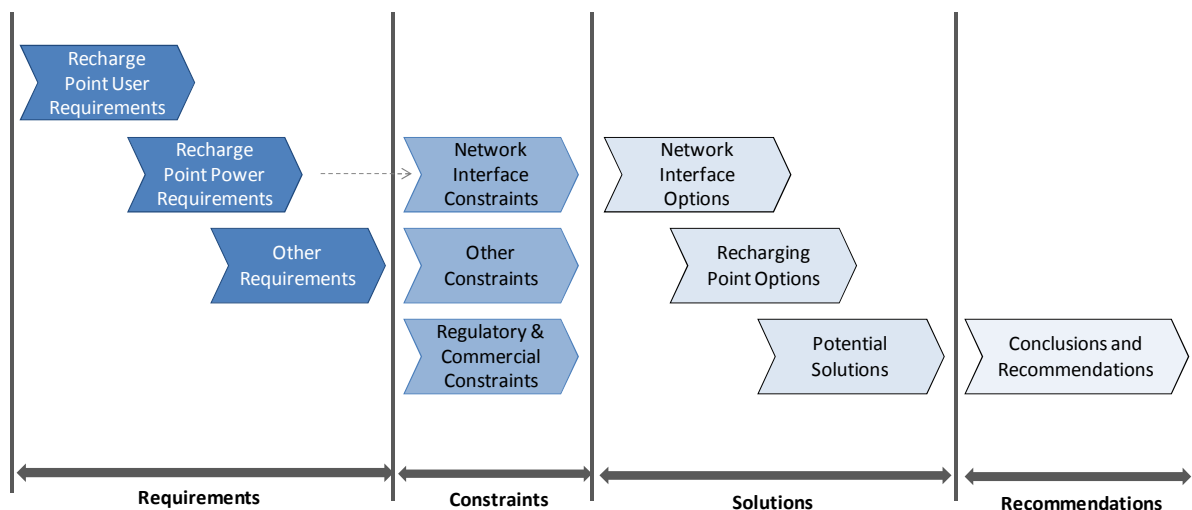 Recharge
Point User
Requirements
Recharge
Point Power
Requirements
Other
Requirements
Network
Interface
Constraints
Other
Constraints
Regulatory &
Commercial
Constraints
Network
Interface
Options
Recharging
Point Options
Potential
Solutions
Conclusions and
Recommendations
Requirements
Constraints
Solutions
Recommendations